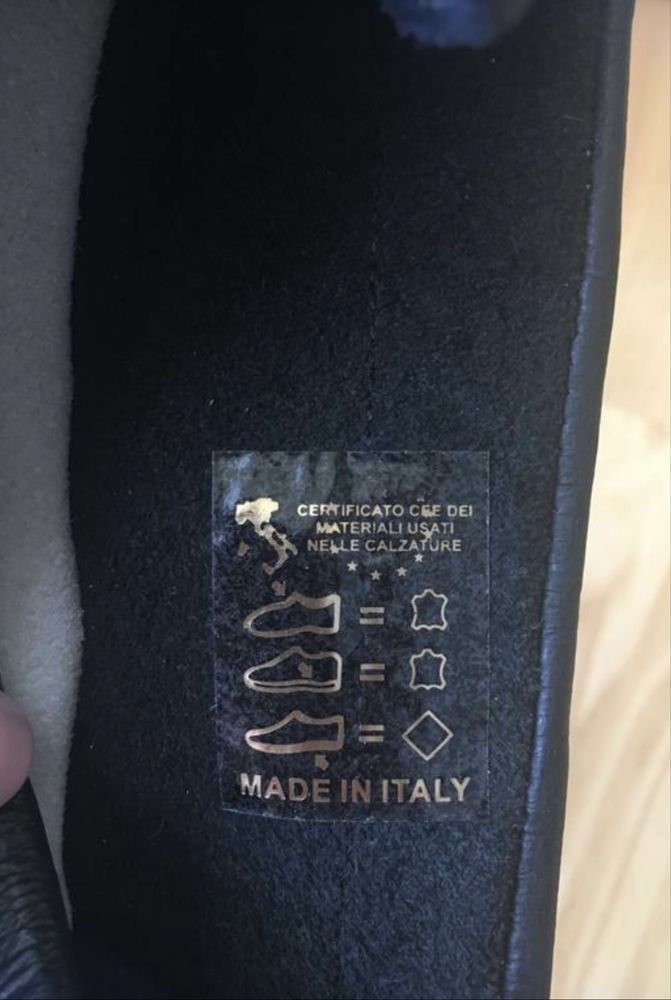 CERTIFICATO CEE DEI
MATERIALI USATI
NELLE CALZATURE
MADE IN ITALY